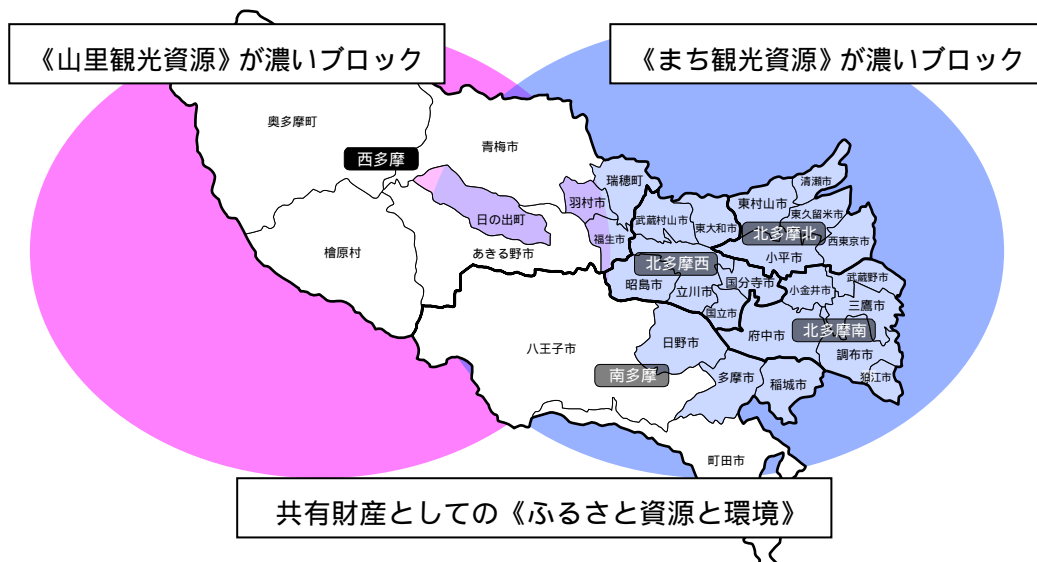 《山里観光資源》が濃いブロック
《まち観光資源》が濃いブロック
奥多摩町
青梅市
西多摩
瑞穂町
清瀬市
羽村市
東村山市
日の出町
武蔵村山市
東大和市
東久留米市
北多摩北
福生市
西東京市
檜原村
あきる野市
小平市
北多摩西
昭島市
国分寺市
武蔵野市
立川市
小金井市
三鷹市
国立市
府中市
北多摩南
八王子市
日野市
調布市
南多摩
多摩市
稲城市
狛江市
町田市
共有財産としての《ふるさと資源と環境》